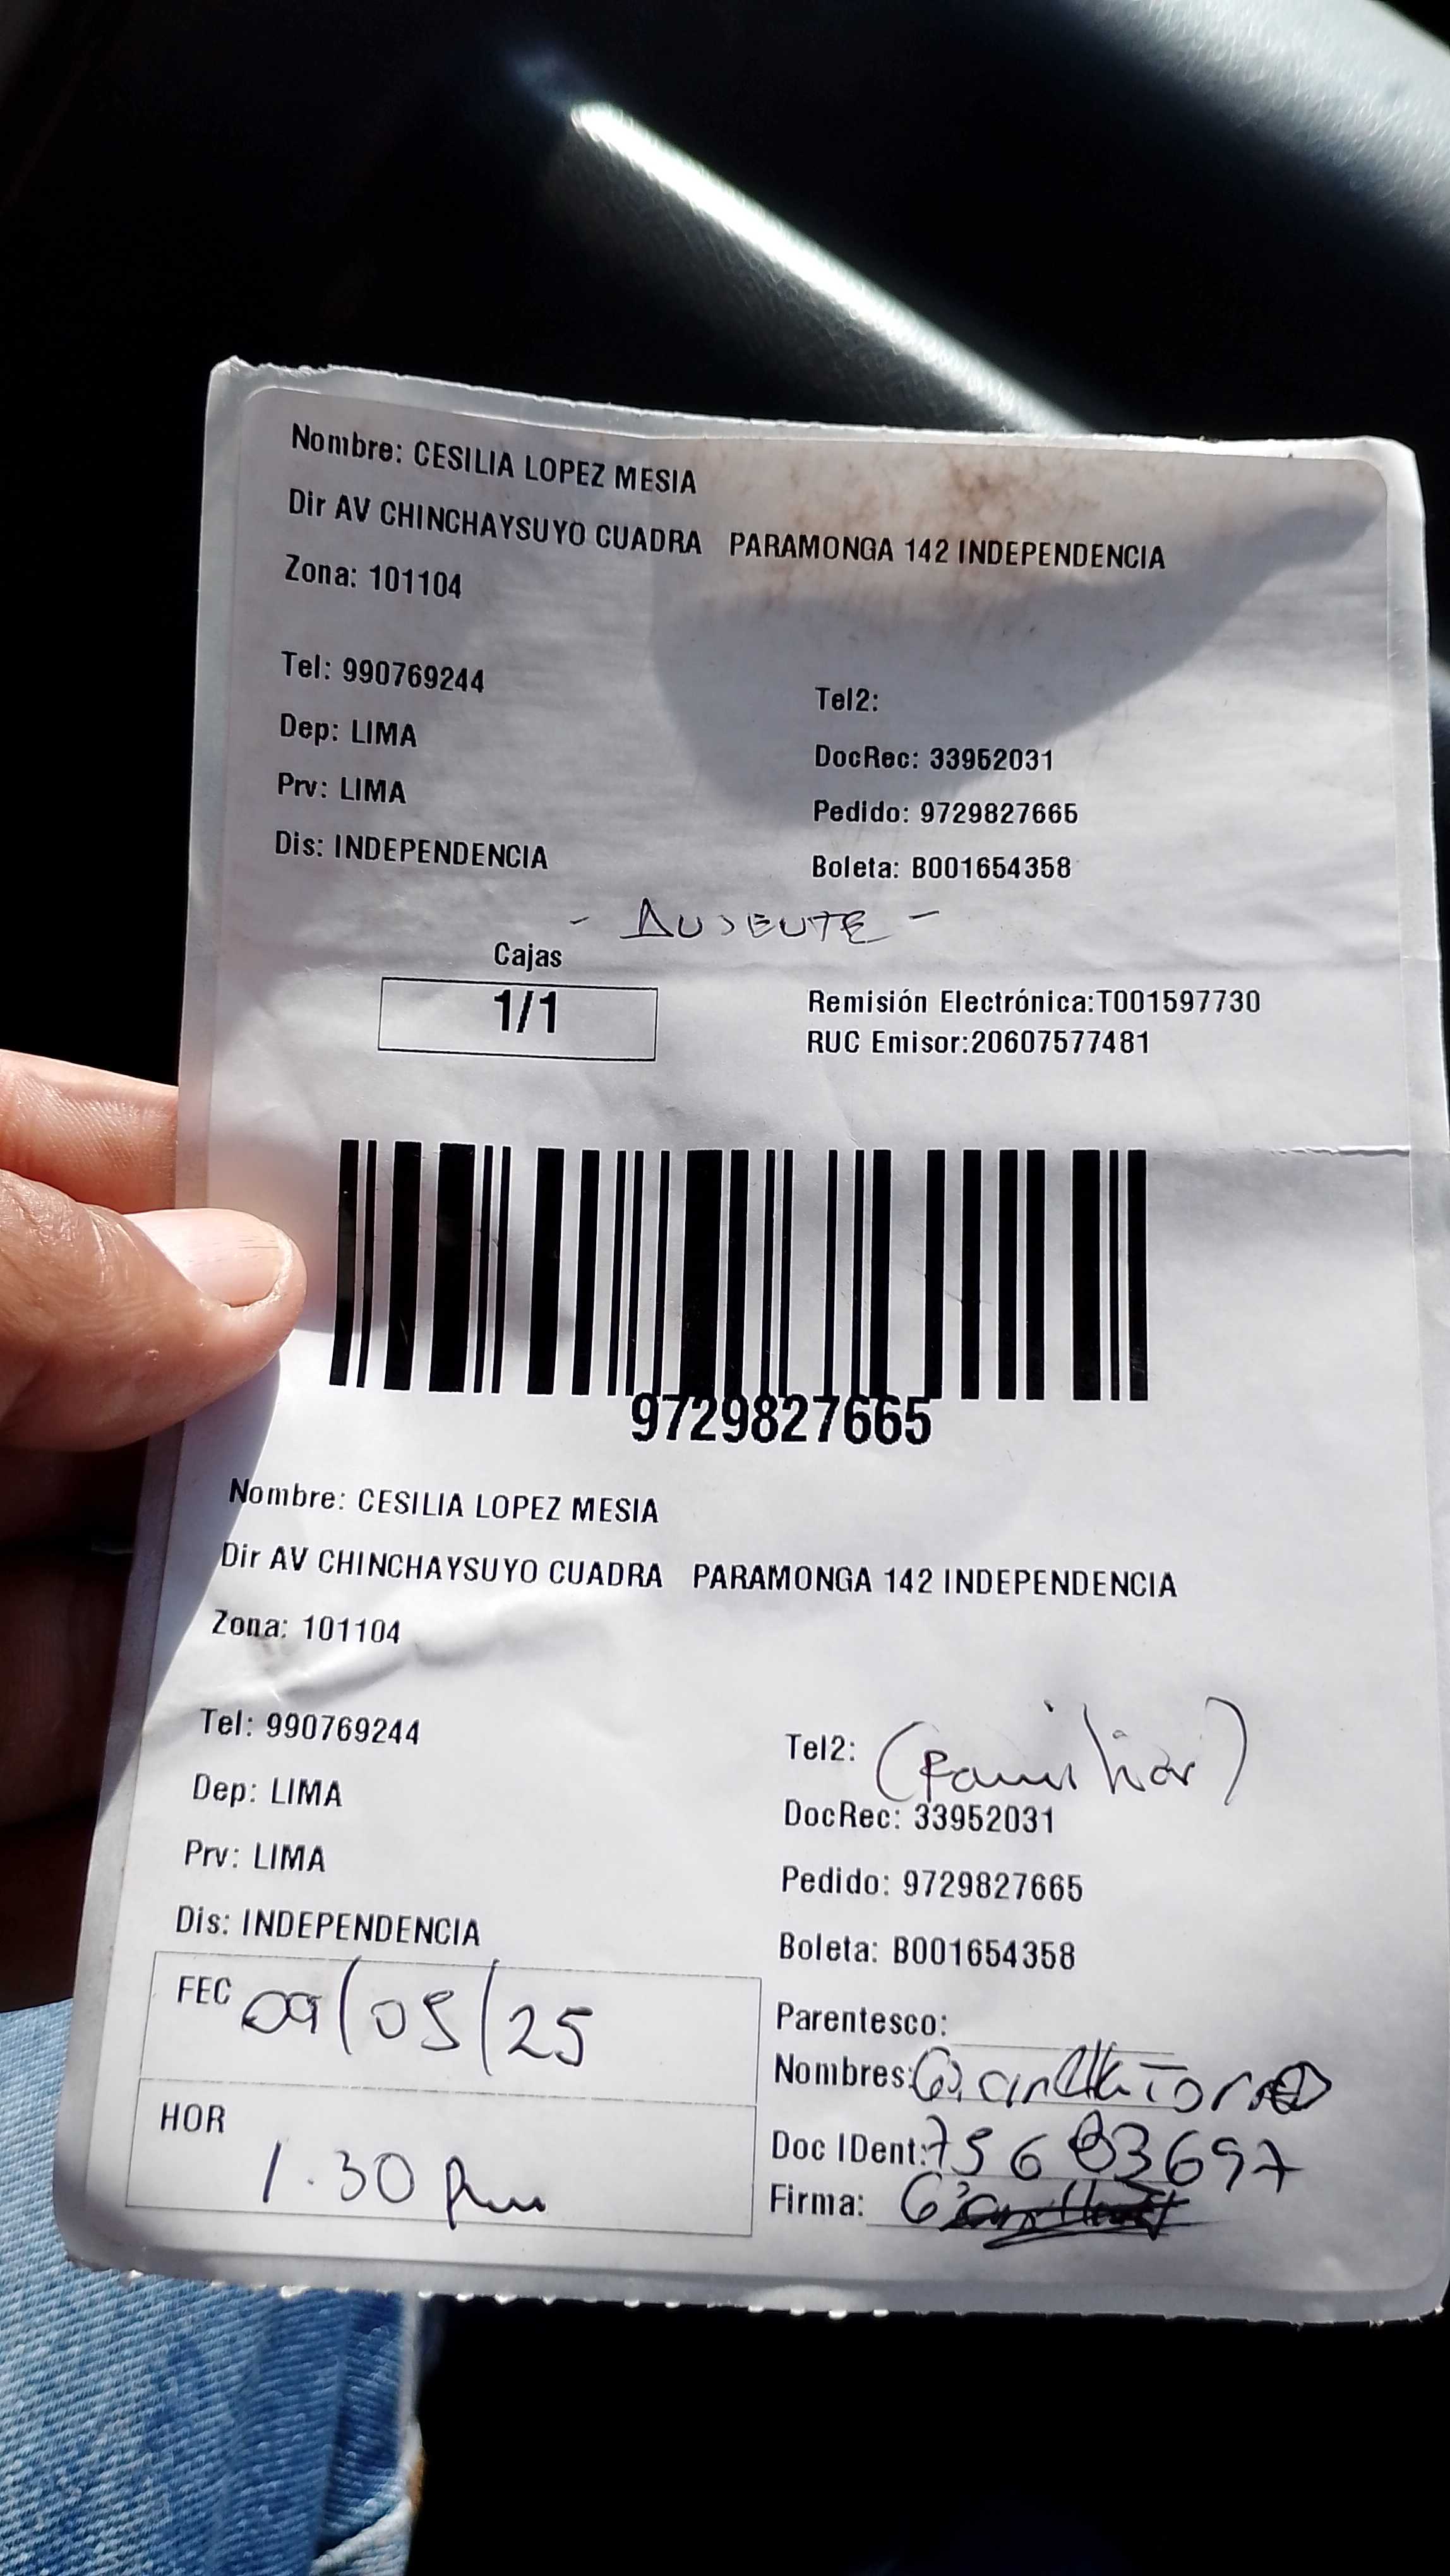 Nombre: CESILIA LOPEZ MESIA
Dir AV CHINCHAYSUYO CUADRA PARAMONGA 142 INDEPENDENCIA
Zona: 101104
Tel: 990769244
Tel2:
Dep: LIMA
DocRec: 33952031
Prv: LIMA
Pedido: 9729827665
Dis: INDEPENDENCIA
Boleta: B001654358
- AUSENTE -
Cajas
1/1
Remisión Electrónica:T001597730
RUC Emisor:20607577481
9729827665
Nombre: CESILIA LOPEZ MESIA
Dir AV CHINCHAYSUYO CUADRA PARAMONGA 142 INDEPENDENCIA
Zona: 101104
Tel: 990769244
Tel2: (Familiar)
Dep: LIMA
DocRec: 33952031
Prv: LIMA
Pedido: 9729827665
Dis: INDEPENDENCIA
Boleta: B001654358
FEC 09/05/25
Parentesco:
Nombres:
HOR 1.30 pm
Doc IDent: 75683697
Firma: